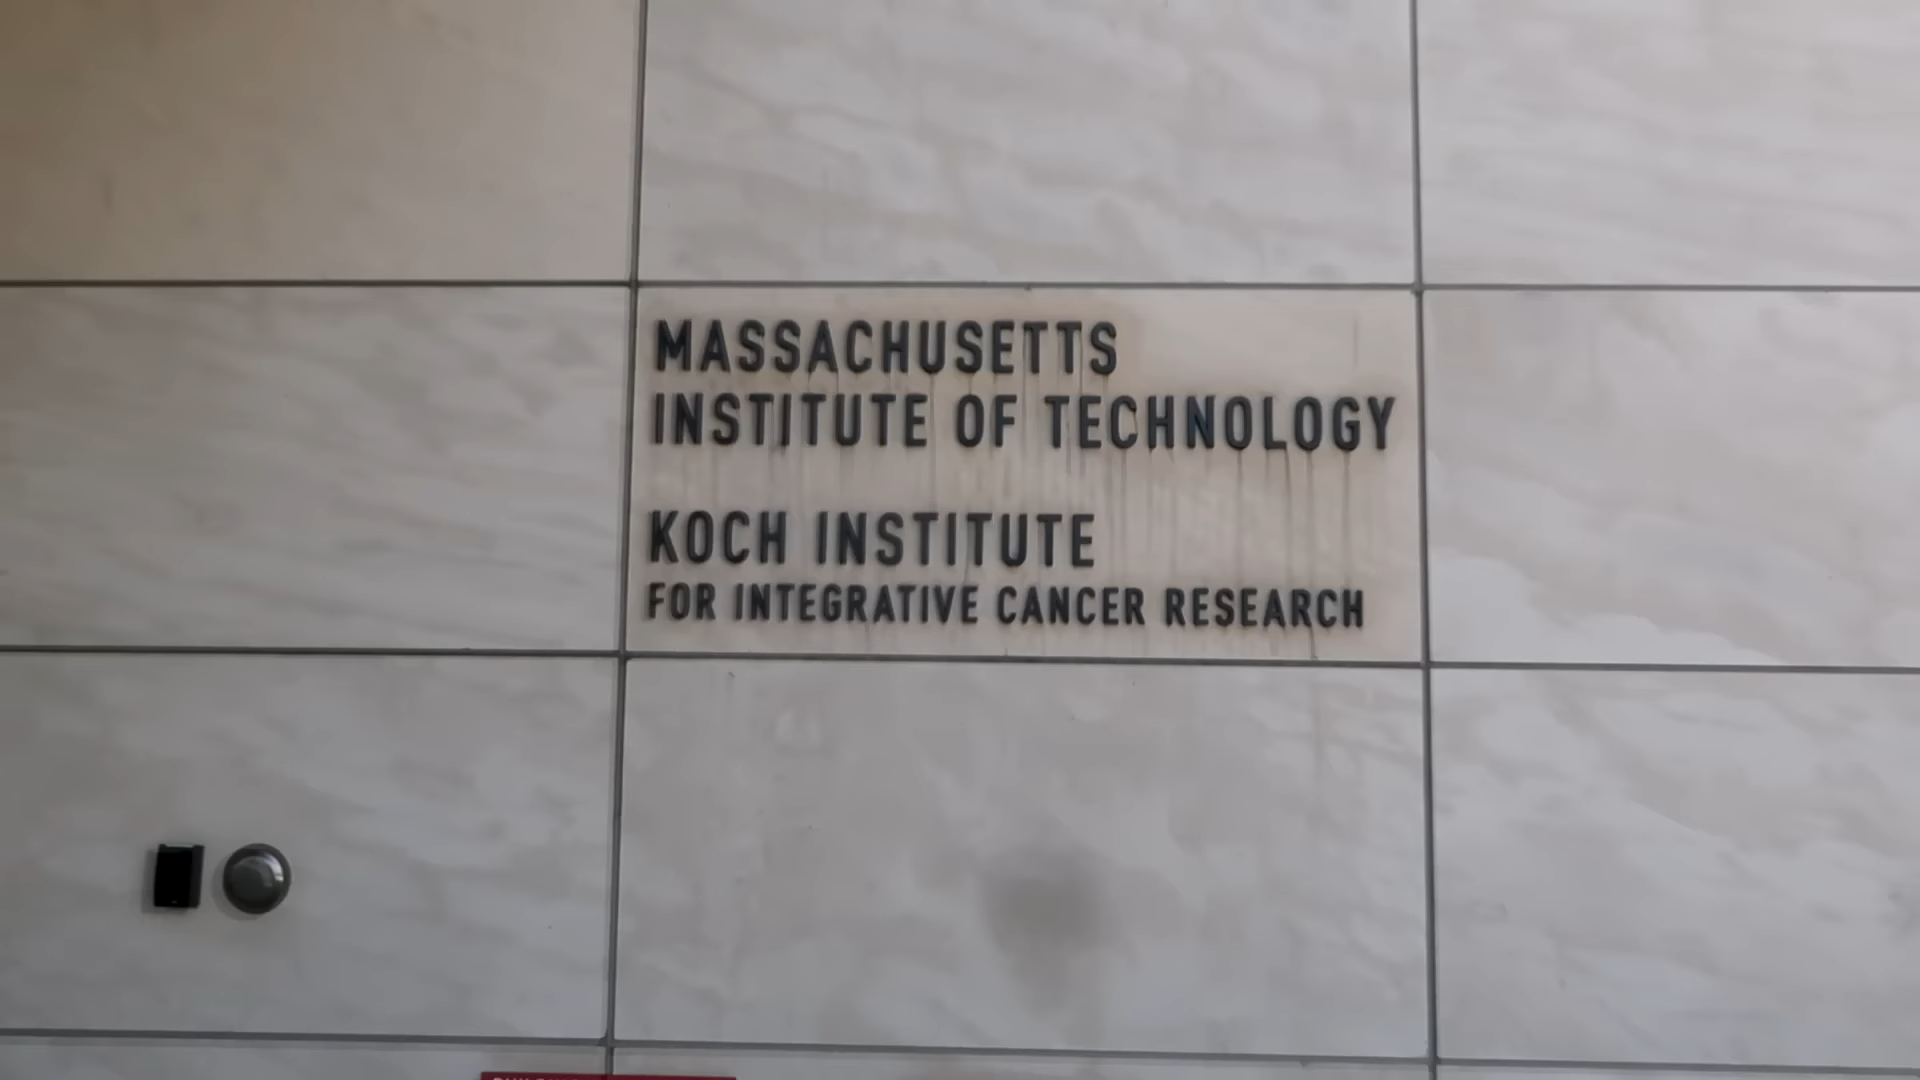 MASSACHUSETTS
INSTITUTE OF TECHNOLOGY
KOCH INSTITUTE
FOR INTEGRATIVE CANCER RESEARCH